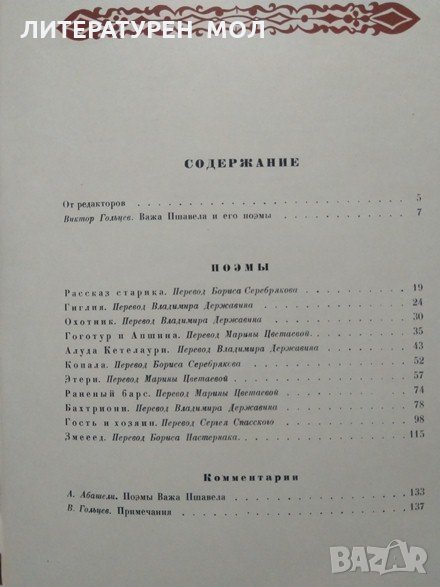 ЛИТЕРАТУРЕН МОЛ
СОДЕРЖАНИЕ
От редакторов . . . . . . . . . . . . . . . . 5
Виктор Гольцев. Важа Пшавела и его поэмы . . . . . . . . 7
ПОЭМЫ
Рассказ старика. Перевод Бориса Серебрякова . . . . . . . 19
Гиглия. Перевод Владимира Державина . . . . . . . . . 24
Охотник. Перевод Владимира Державина . . . . . . . . . 30
Гоготур и Апшина. Перевод Марины Цветаевой . . . . . . . 35
Алуда Кетелаури. Перевод Владимира Державина . . . . . . 43
Копала. Перевод Бориса Серебрякова . . . . . . . . . . 52
Этери. Перевод Марины Цветаевой . . . . . . . . . . . 57
Раненый барс. Перевод Марины Цветаевой . . . . . . . . 74
Бахтриони. Перевод Владимира Державина . . . . . . . . 78
Гость и хозяин. Перевод Сергея Спасского . . . . . . . . 98
Змееед. Перевод Бориса Пастернака . . . . . . . . . . 115
Комментарии
А. Абашели. Поэмы Важа Пшавела . . . . . . . . . . . 133
В. Гольцев. Примечания . . . . . . . . . . . . . . 137
BAZAR